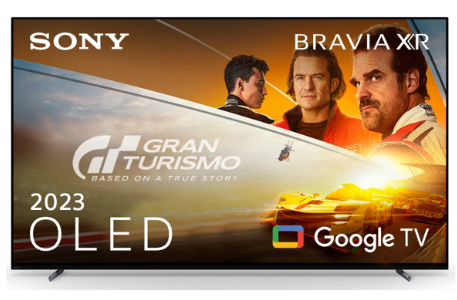 SONY
BRAVIA XR
GRAN
TURISMO
BASED ON A TRUE STORY
2023
OLED
Google TV